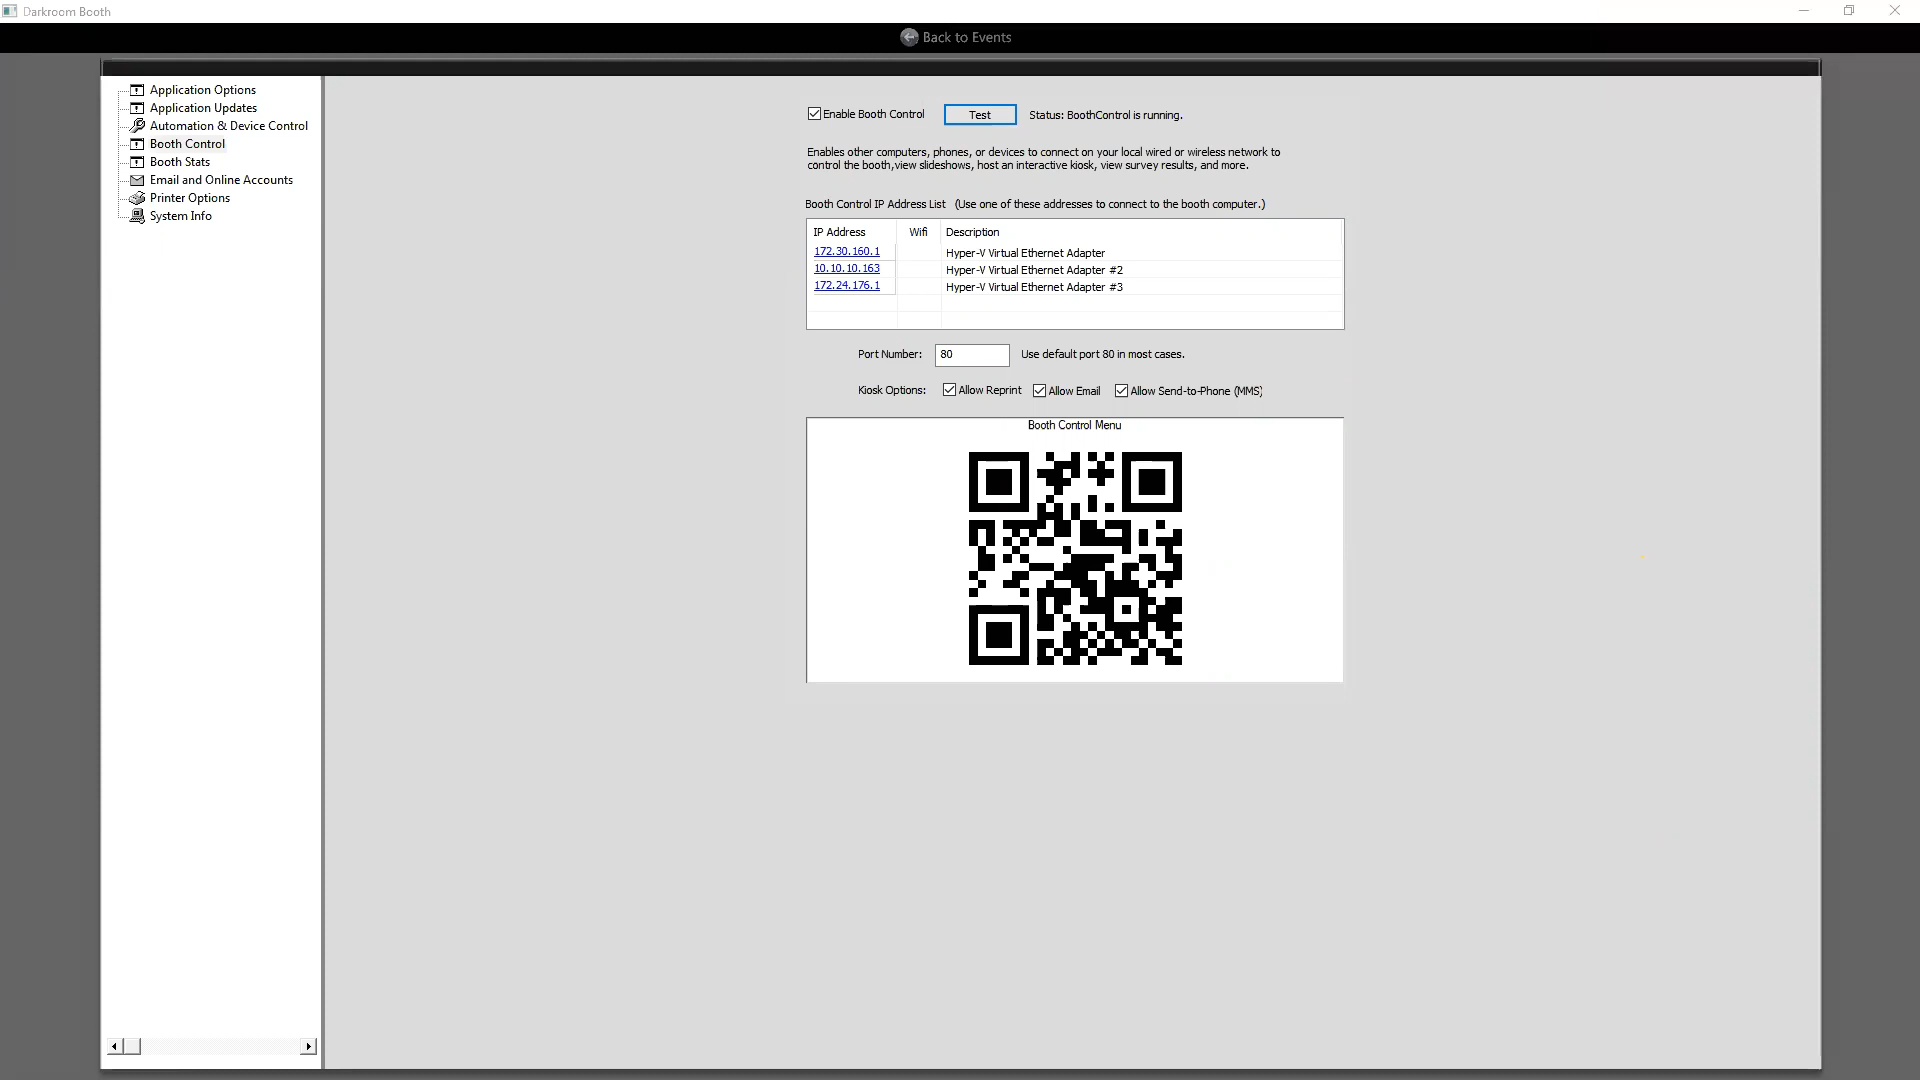 Darkroom Booth
Back to Events
Application Options
Application Updates
Automation & Device Control
Booth Control
Booth Stats
Email and Online Accounts
Printer Options
System Info
Enable Booth Control
Test
Status: BoothControl is running.
Enables other computers, phones, or devices to connect on your local wired or wireless network to
control the booth,view slideshows, host an interactive kiosk, view survey results, and more.
Booth Control IP Address List (Use one of these addresses to connect to the booth computer.)
IP Address Wifi Description
172.30.160.1 Hyper-V Virtual Ethernet Adapter
10.10.10.163 Hyper-V Virtual Ethernet Adapter #2
172.24.176.1 Hyper-V Virtual Ethernet Adapter #3
Port Number: 80 Use default port 80 in most cases.
Kiosk Options: Allow Reprint Allow Email Allow Send-to-Phone (MMS)
Booth Control Menu